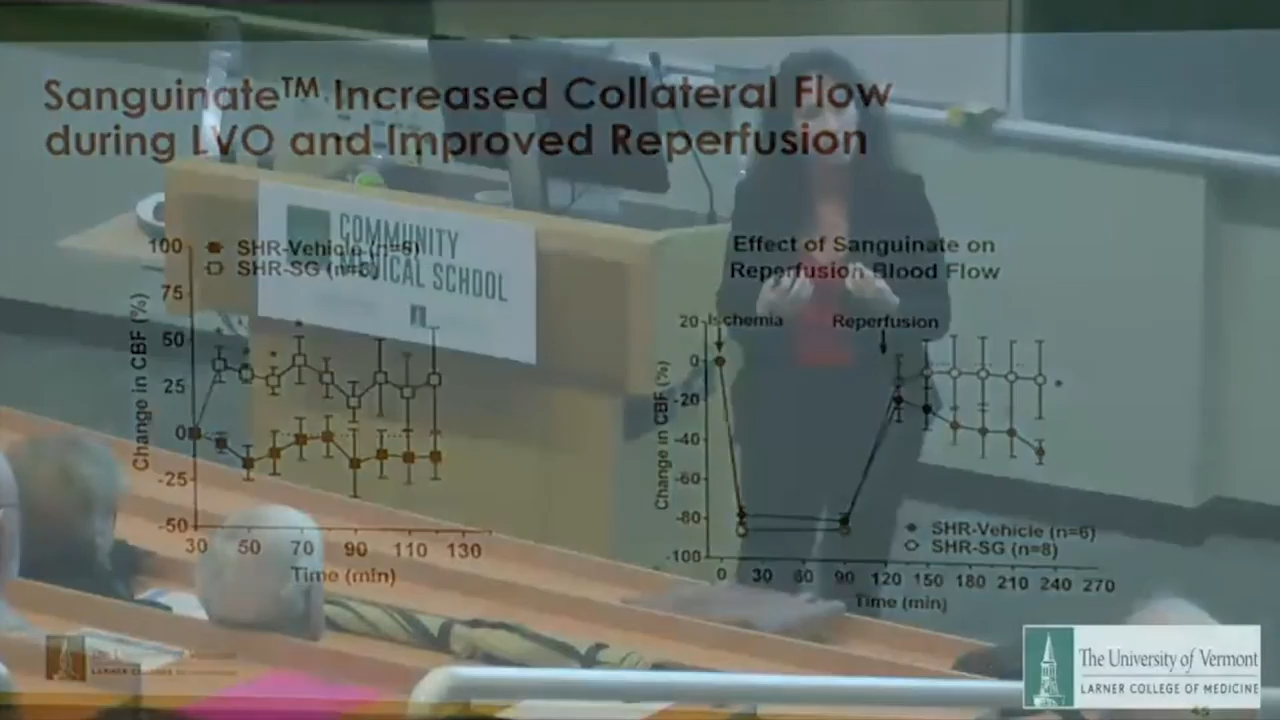 Sanguinate™ Increased Collateral Flow
during LVO and Improved Reperfusion
COMMUNITY
MEDICAL SCHOOL
100
75
50
25
0
-25
-50
Change in CBF (%)
SHR-Vehicle (n=6)
SHR-SG
*
*
*
30 50 70 90 110 130
Time (min)
Effect of Sanguinate on
Reperfusion Blood Flow
Ischemia Reperfusion
20
0
-20
-40
-60
-80
-100
Change in CBF (%)
*
SHR-Vehicle (n=6)
SHR-SG (n=8)
0 30 60 90 120 150 180 210 240 270
Time (min)
LARNER COLLEGE OF MEDICINE
The University of Vermont
LARNER COLLEGE OF MEDICINE